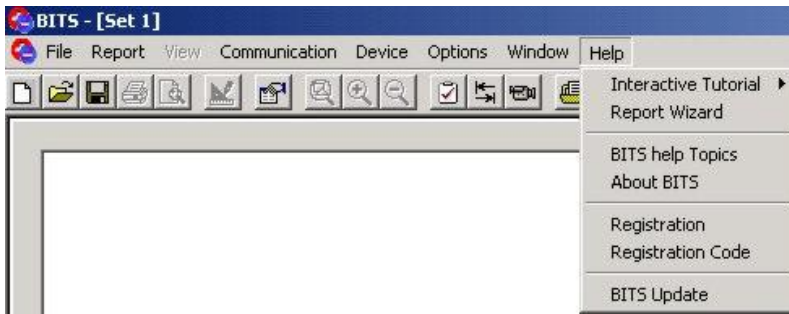 BITS - [Set 1]
File Report View Communication Device Options Window Help
Interactive Tutorial
Report Wizard
BITS help Topics
About BITS
Registration
Registration Code
BITS Update